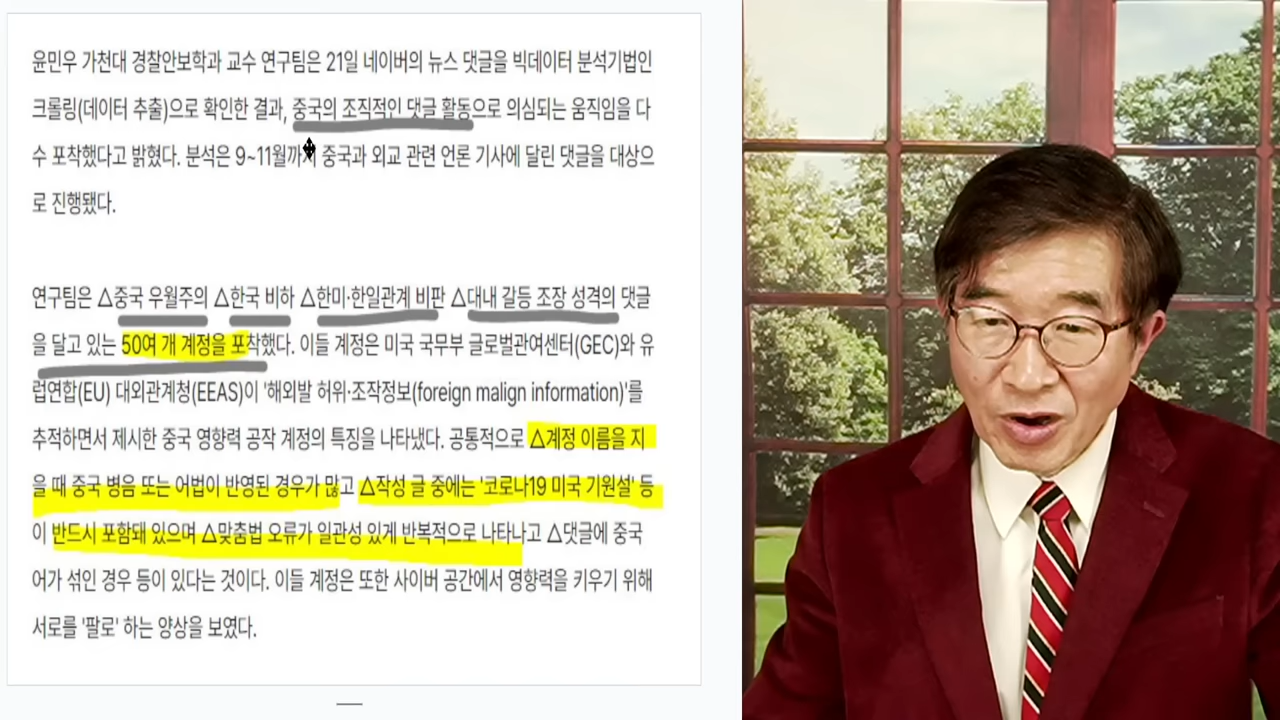 윤민우 가천대 경찰안보학과 교수 연구팀은 21일 네이버의 뉴스 댓글을 빅데이터 분석기법인
크롤링(데이터 추출)으로 확인한 결과, 중국의 조직적인 댓글 활동으로 의심되는 움직임을 다
수 포착했다고 밝혔다. 분석은 9~11월까지 중국과 외교 관련 언론 기사에 달린 댓글을 대상으
로 진행됐다.
연구팀은 △중국 우월주의 △한국 비하 △한미·한일관계 비판 △대내 갈등 조장 성격의 댓글
을 달고 있는 50여 개 계정을 포착했다. 이들 계정은 미국 국무부 글로벌관여센터(GEC)와 유
럽연합(EU) 대외관계청(EEAS)이 '해외발 허위·조작정보(foreign malign information)'를
추적하면서 제시한 중국 영향력 공작 계정의 특징을 나타냈다. 공통적으로 △계정 이름을 지
을 때 중국 병음 또는 어법이 반영된 경우가 많고 △작성 글 중에는 '코로나19 미국 기원설' 등
이 반드시 포함돼 있으며 △맞춤법 오류가 일관성 있게 반복적으로 나타나고 △댓글에 중국
어가 섞인 경우 등이 있다는 것이다. 이들 계정은 또한 사이버 공간에서 영향력을 키우기 위해
서로를 '팔로' 하는 양상을 보였다.